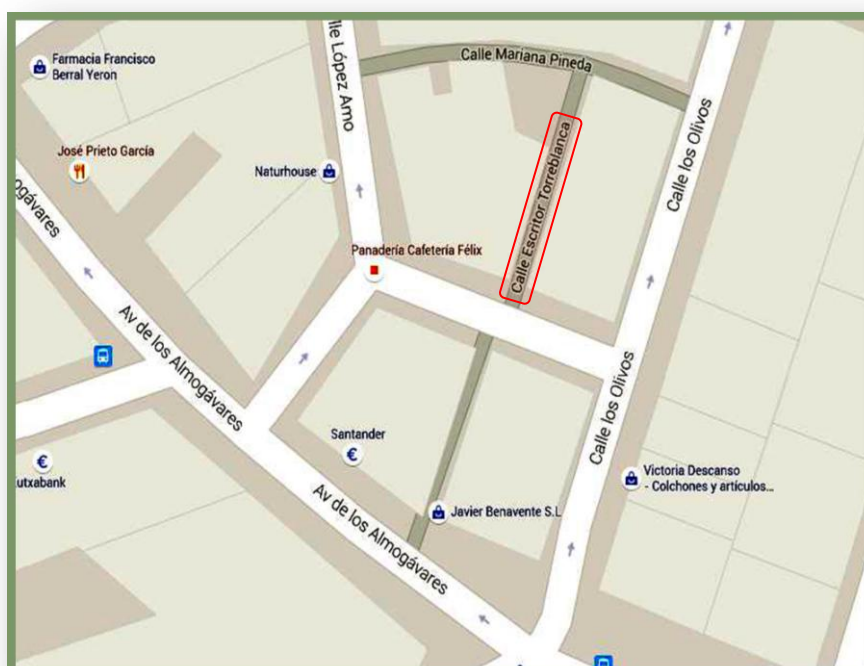 Farmacia Francisco
Berral Yeron
Calle Mariana Pineda
lle López Amo
José Prieto García
Naturhouse
Calle Escritor Torreblanca
Calle los Olivos
ogávares
Panadería Cafetería Félix
Av de los Almogávares
Calle los Olivos
Santander
€
utxabank
Victoria Descanso
- Colchones y artículos...
Av de los Almogávares
Javier Benavente S.L